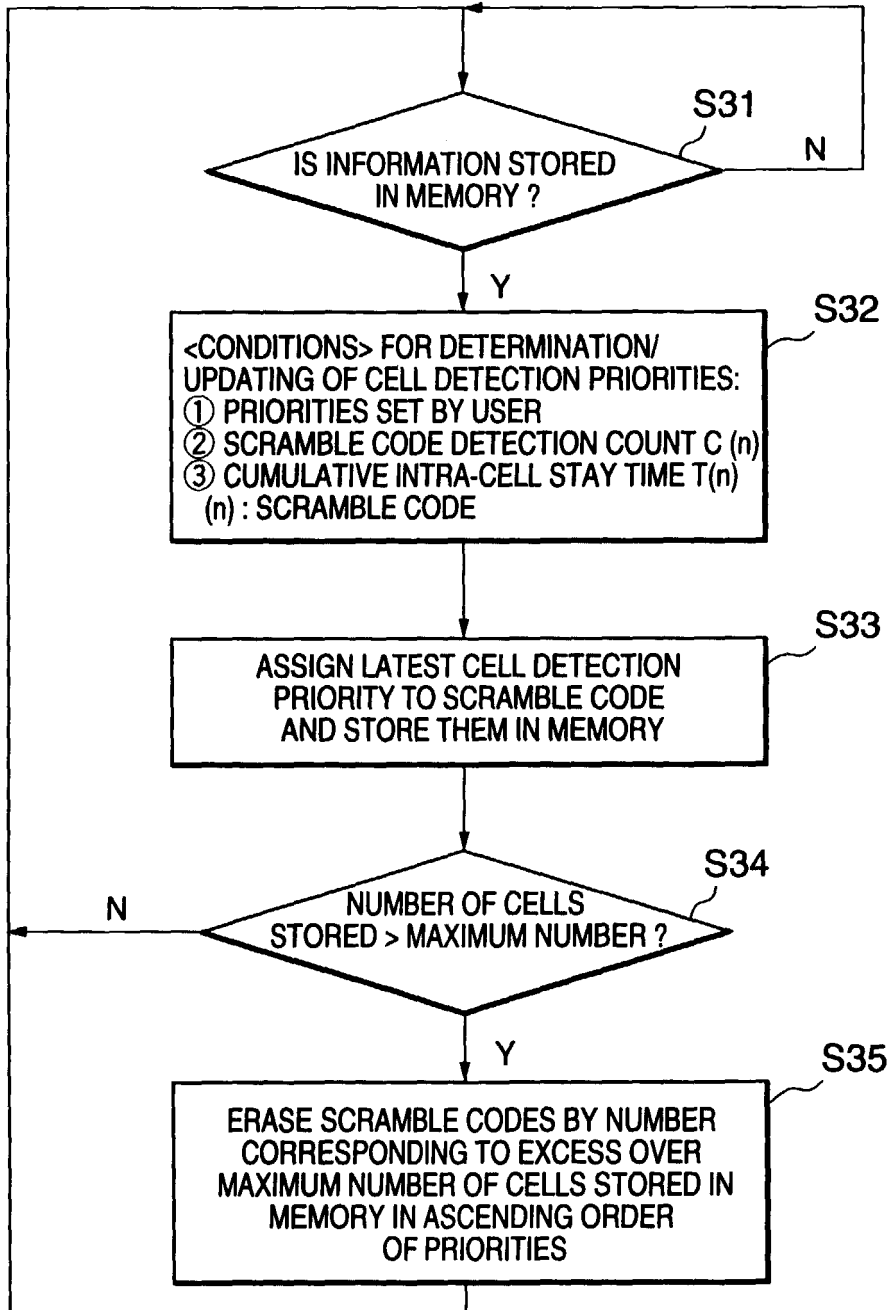 S31
IS INFORMATION STORED
IN MEMORY ?
N
Y
S32
<CONDITIONS> FOR DETERMINATION/
UPDATING OF CELL DETECTION PRIORITIES:
① PRIORITIES SET BY USER
② SCRAMBLE CODE DETECTION COUNT C (n)
③ CUMULATIVE INTRA-CELL STAY TIME T(n)
(n) : SCRAMBLE CODE
S33
ASSIGN LATEST CELL DETECTION
PRIORITY TO SCRAMBLE CODE
AND STORE THEM IN MEMORY
S34
NUMBER OF CELLS
STORED > MAXIMUM NUMBER ?
N
Y
S35
ERASE SCRAMBLE CODES BY NUMBER
CORRESPONDING TO EXCESS OVER
MAXIMUM NUMBER OF CELLS STORED IN
MEMORY IN ASCENDING ORDER
OF PRIORITIES